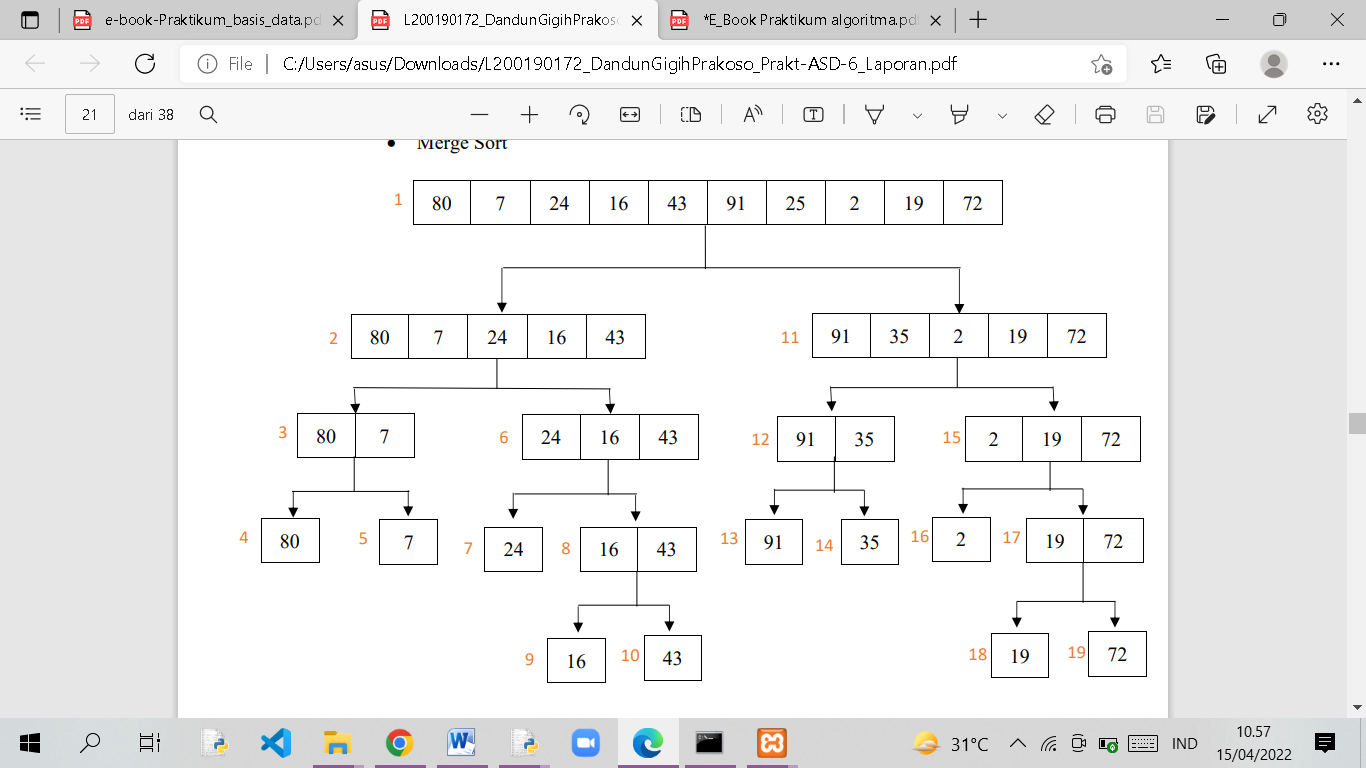 e-book-Praktikum_basis_data.pd
L200190172_DandunGigihPrakoso
*E_Book Praktikum algoritma.pd
File
C:/Users/asus/Downloads/L200190172_DandunGigihPrakoso_Prakt-ASD-6_Laporan.pdf
21 dari 38
• Merge Sort
1 80 7 24 16 43 91 25 2 19 72
2 80 7 24 16 43 11 91 35 2 19 72
3 80 7 6 24 16 43 12 91 35 15 2 19 72
4 80 5 7 7 24 8 16 43 13 91 14 35 16 2 17 19 72
9 16 10 43 18 19 19 72
31°C IND 10.57
15/04/2022